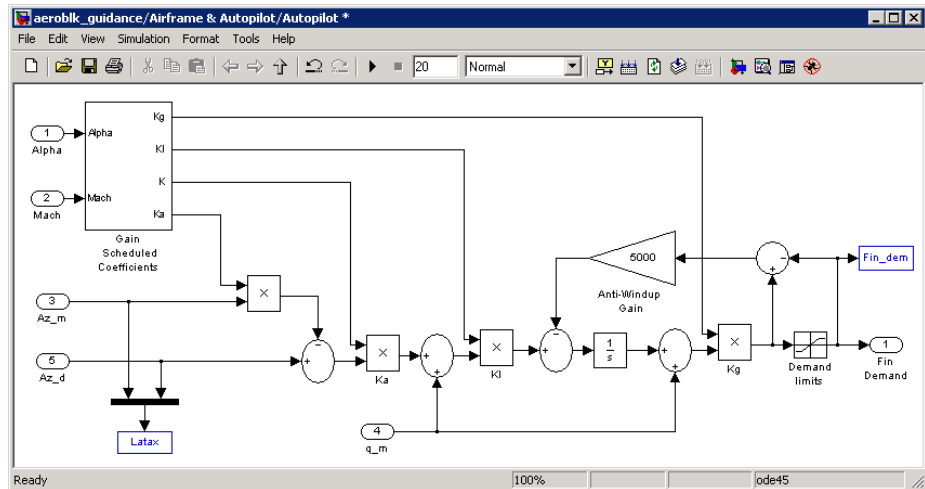 aeroblk_guidance/Airframe & Autopilot/Autopilot *
File Edit View Simulation Format Tools Help
20 Normal
1
Alpha
Alpha
Kg
KI
K
Ka
2
Mach
Mach
Gain
Scheduled
Coefficients
×
3
Az_m
5
Az_d
Latax
−
+
×
Ka
+
+
4
q_m
×
KI
−
+
1
s
+
+
5000
Anti-Windup
Gain
×
Kg
−
+
Demand
limits
Fin_dem
1
Fin
Demand
Ready 100% ode45